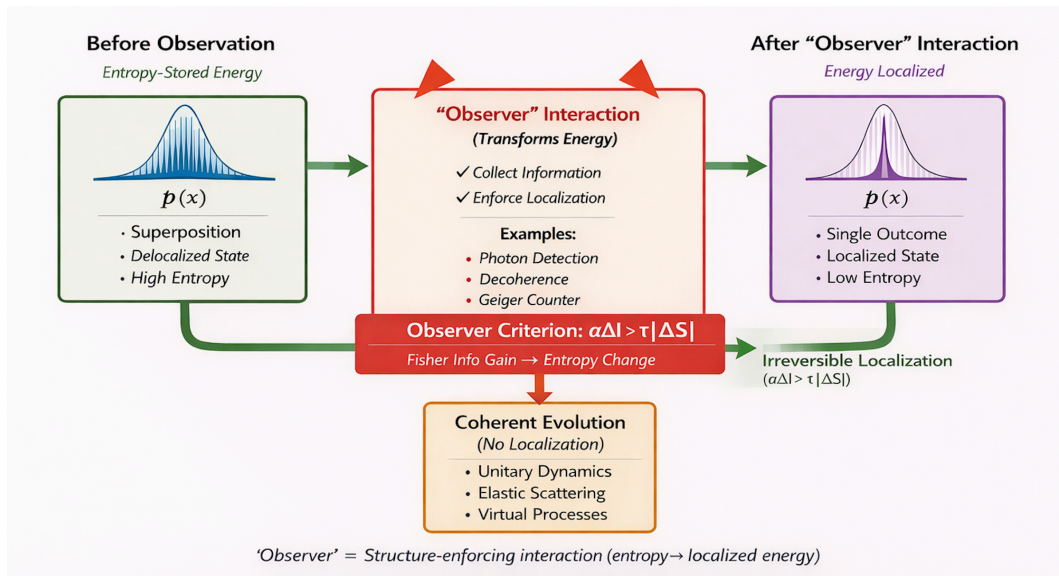 Before Observation
Entropy-Stored Energy
p(x)
· Superposition
• Delocalized State
• High Entropy
“Observer” Interaction
(Transforms Energy)
✓ Collect Information
✓ Enforce Localization
Examples:
• Photon Detection
• Decoherence
• Geiger Counter
After “Observer” Interaction
Energy Localized
p(x)
• Single Outcome
• Localized State
• Low Entropy
Observer Criterion: αΔI > τ|ΔS|
Fisher Info Gain → Entropy Change
Irreversible Localization
(αΔI > τ|ΔS|)
Coherent Evolution
(No Localization)
• Unitary Dynamics
• Elastic Scattering
• Virtual Processes
‘Observer’ = Structure-enforcing interaction (entropy→ localized energy)